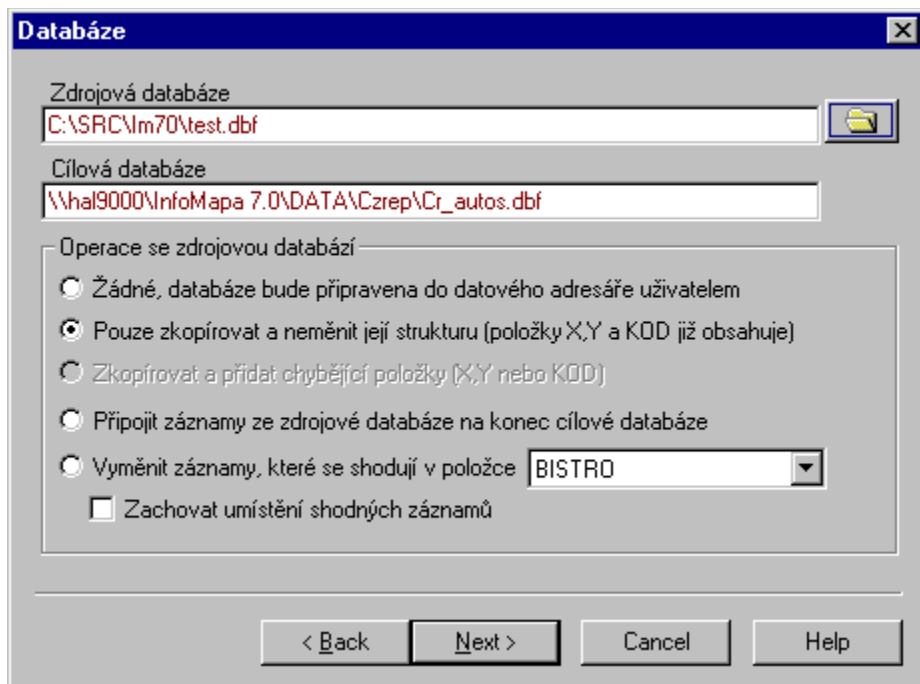 Databáze
Zdrojová databáze
C:\SRC\Im70\test.dbf
Cílová databáze
\\hal9000\InfoMapa 7.0\DATA\Czrep\Cr_autos.dbf
Operace se zdrojovou databází
Žádné, databáze bude připravena do datového adresáře uživatelem
Pouze zkopírovat a neměnit její strukturu (položky X,Y a KOD již obsahuje)
Zkopírovat a přidat chybějící položky (X,Y nebo KOD)
Připojit záznamy ze zdrojové databáze na konec cílové databáze
Vyměnit záznamy, které se shodují v položce BISTRO
Zachovat umístění shodných záznamů
< Back Next > Cancel Help